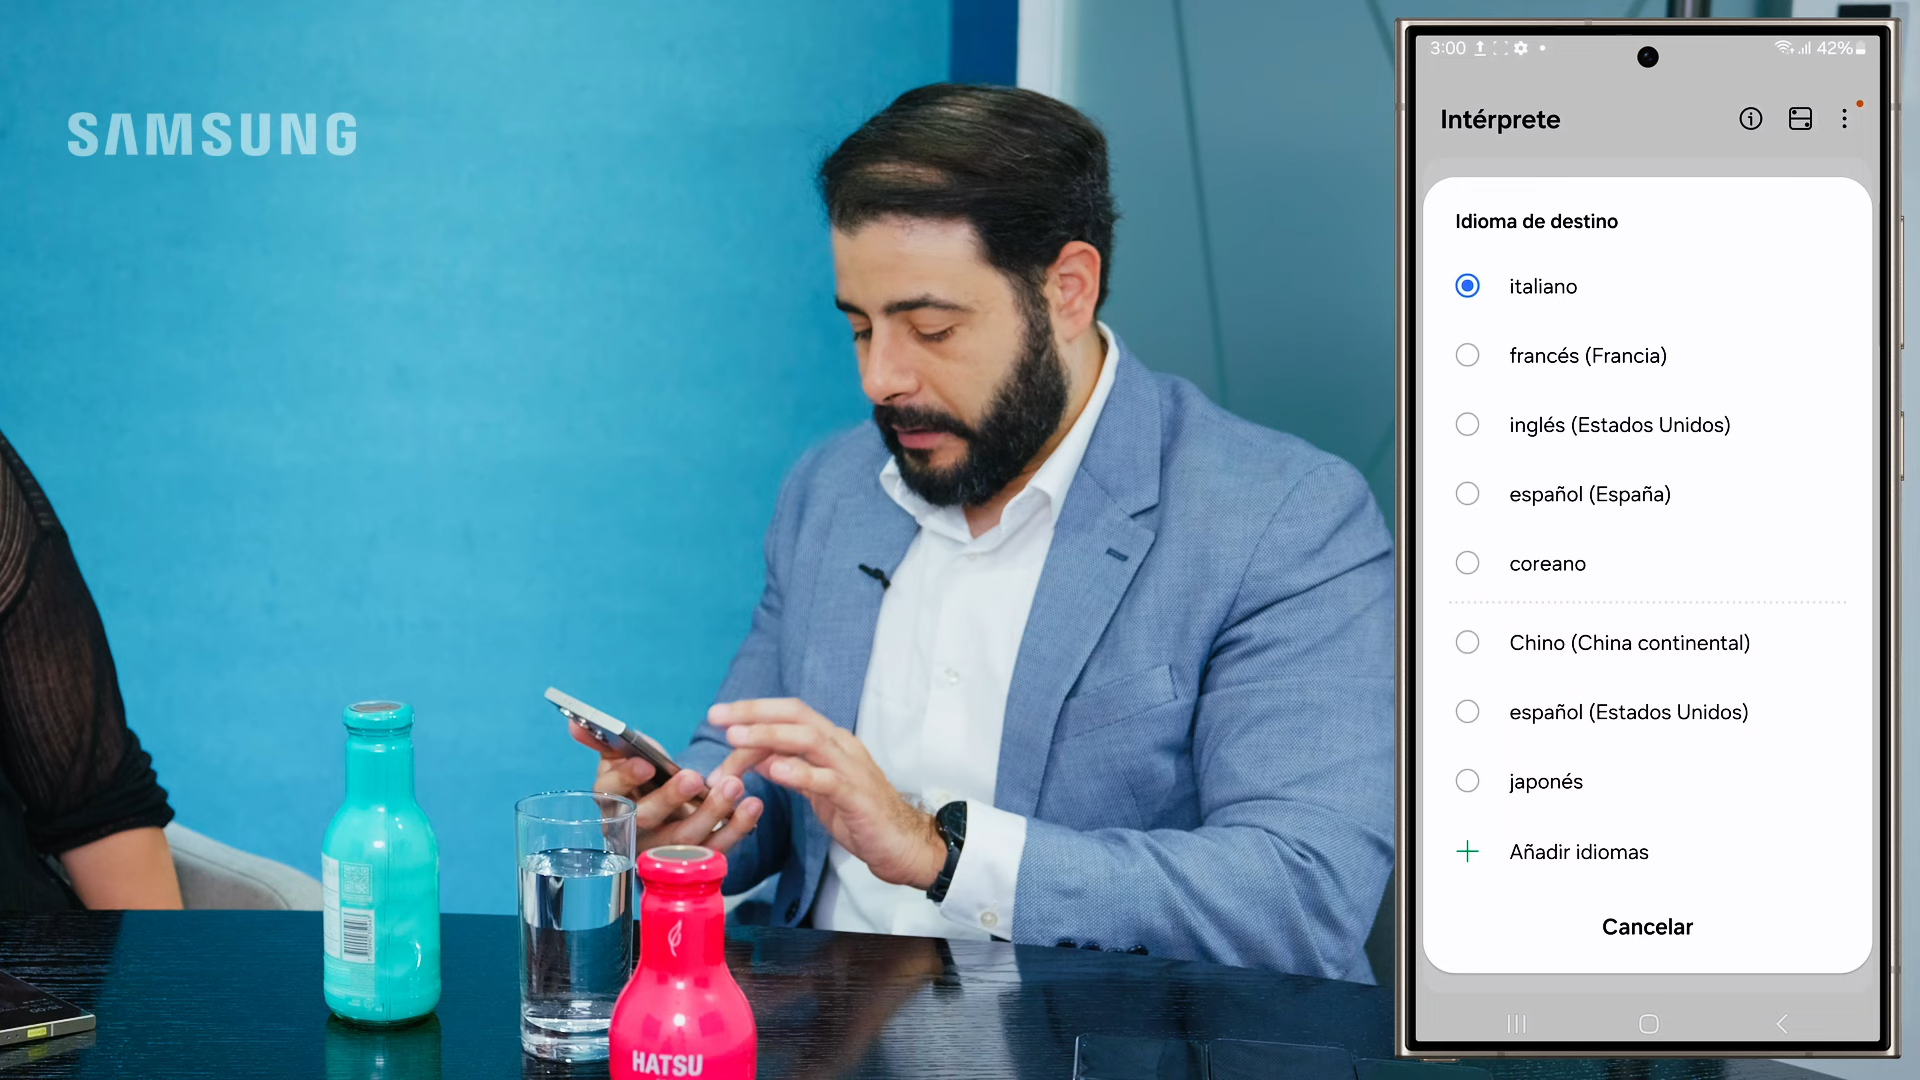 SAMSUNG
3:00
42%
Intérprete
Idioma de destino
italiano
francés (Francia)
inglés (Estados Unidos)
español (España)
coreano
Chino (China continental)
español (Estados Unidos)
japonés
Añadir idiomas
Cancelar
HATSU